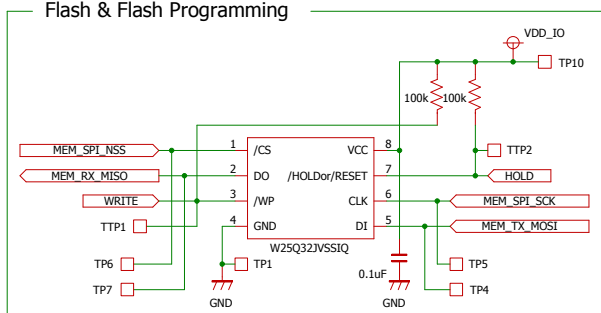 Flash & Flash Programming
VDD_IO
TP10
100k 100k
TTP2
MEM_SPI_NSS 1 /CS VCC 8
MEM_RX_MISO 2 DO /HOLDor/RESET 7 HOLD
WRITE 3 /WP CLK 6 MEM_SPI_SCK
TTP1 4 GND DI 5 MEM_TX_MOSI
W25Q32JVSSIQ
TP6 TP1 0.1uF TP5
TP7 TP4
GND GND